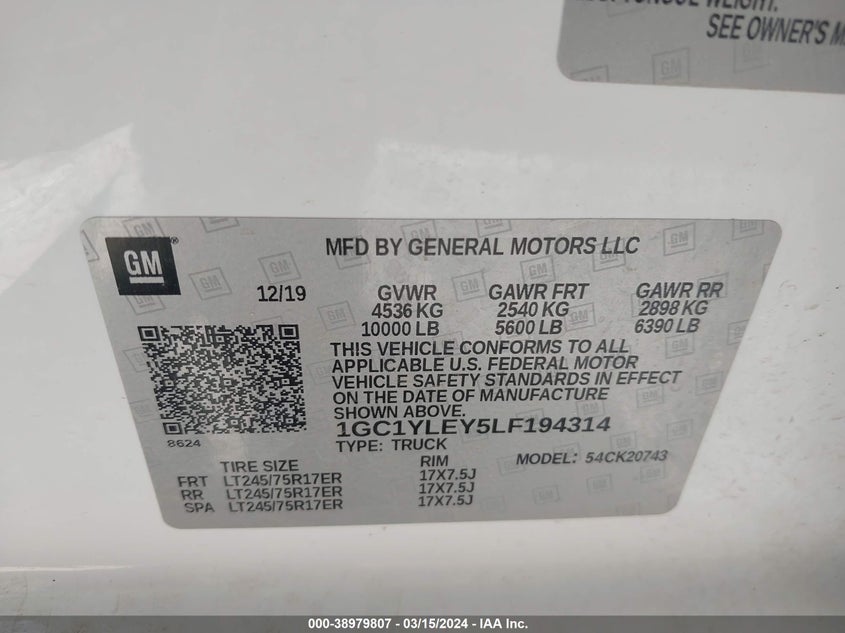 WEIGHT.
SEE OWNER'S M
GM
MFD BY GENERAL MOTORS LLC
12/19 GVWR GAWR FRT GAWR RR
4536 KG 2540 KG 2898 KG
10000 LB 5600 LB 6390 LB
THIS VEHICLE CONFORMS TO ALL
APPLICABLE U.S. FEDERAL MOTOR
VEHICLE SAFETY STANDARDS IN EFFECT
ON THE DATE OF MANUFACTURE
SHOWN ABOVE.
8624
1GC1YLEY5LF194314
TYPE: TRUCK
MODEL: 54CK20743
TIRE SIZE RIM
FRT LT245/75R17ER 17X7.5J
RR LT245/75R17ER 17X7.5J
SPA LT245/75R17ER 17X7.5J
000-38979807 - 03/15/2024 - IAA Inc.